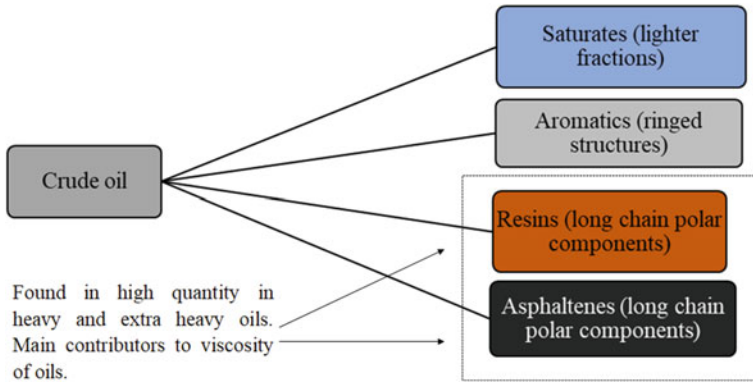 Saturates (lighter
fractions)
Aromatics (ringed
structures)
Crude oil
Resins (long chain polar
components)
Asphaltenes (long chain
polar components)
Found in high quantity in
heavy and extra heavy oils.
Main contributors to viscosity
of oils.